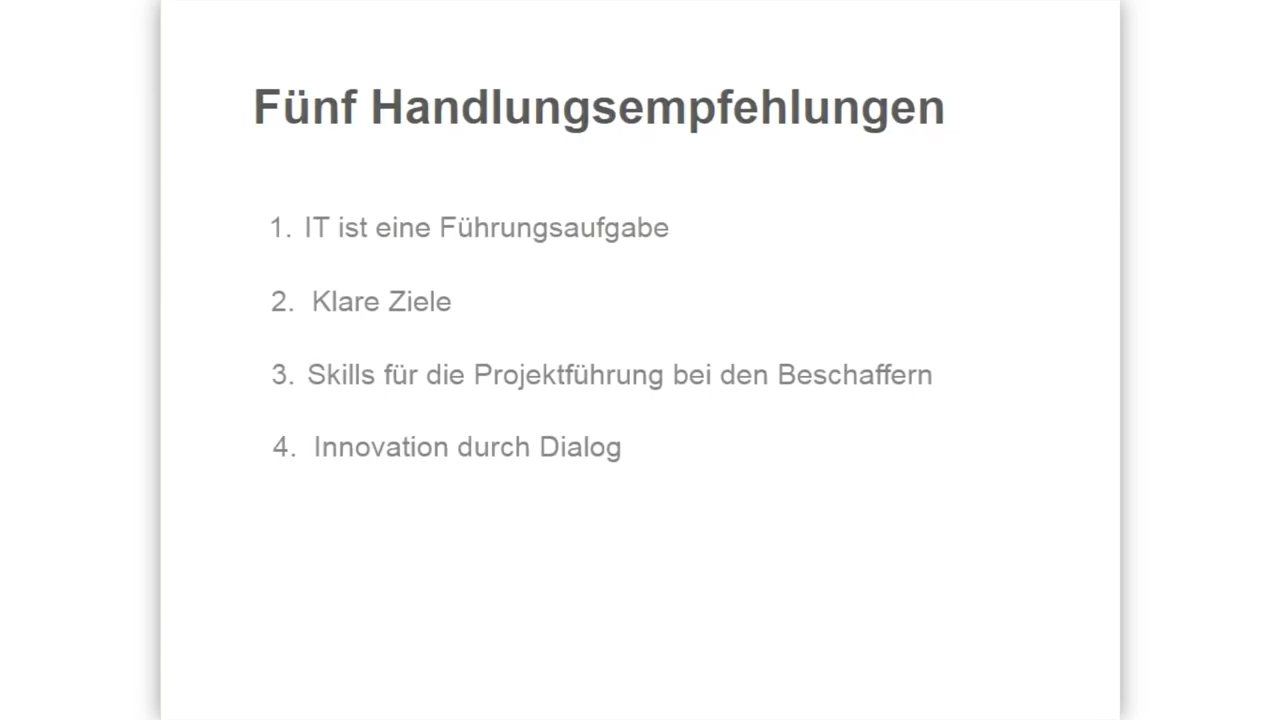 Fünf Handlungsempfehlungen
1. IT ist eine Führungsaufgabe
2. Klare Ziele
3. Skills für die Projektführung bei den Beschaffern
4. Innovation durch Dialog